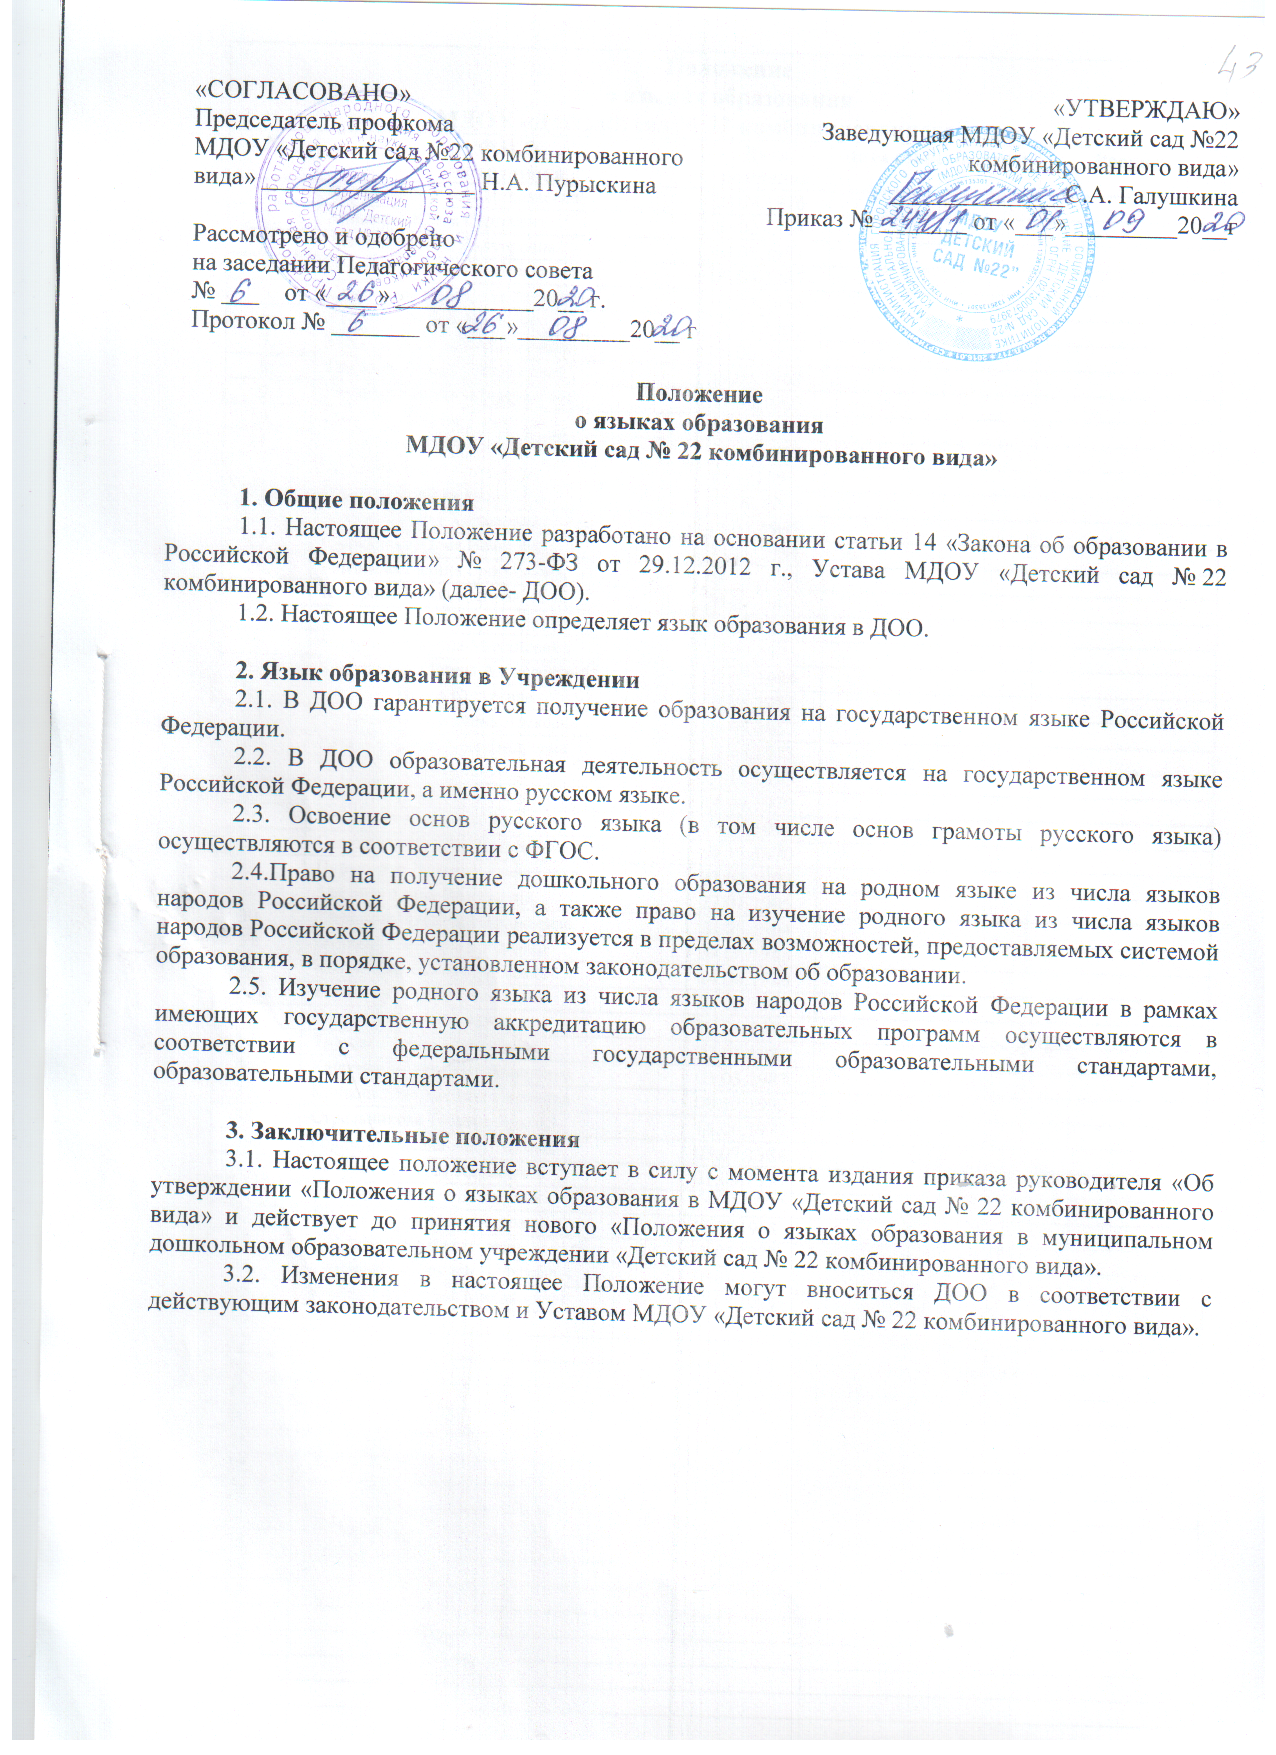 43
«СОГЛАСОВАНО»
Председатель профкома
МДОУ «Детский сад №22 комбинированного
вида» Н.А. Пурыскина
Рассмотрено и одобрено
на заседании Педагогического совета
№ 6 от «26» 08 2020 г.
Протокол № 6 от «26» 08 2020 г
«УТВЕРЖДАЮ»
Заведующая МДОУ «Детский сад №22
комбинированного вида»
С.А. Галушкина
Приказ № от «01» 09 2020 г
ДЕТСКИЙ
САД №22"
Положение
о языках образования
МДОУ «Детский сад № 22 комбинированного вида»
1. Общие положения
1.1. Настоящее Положение разработано на основании статьи 14 «Закона об образовании в
Российской Федерации» № 273-ФЗ от 29.12.2012 г., Устава МДОУ «Детский сад № 22
комбинированного вида» (далее- ДОО).
1.2. Настоящее Положение определяет язык образования в ДОО.
2. Язык образования в Учреждении
2.1. В ДОО гарантируется получение образования на государственном языке Российской
Федерации.
2.2. В ДОО образовательная деятельность осуществляется на государственном языке
Российской Федерации, а именно русском языке.
2.3. Освоение основ русского языка (в том числе основ грамоты русского языка)
осуществляются в соответствии с ФГОС.
2.4.Право на получение дошкольного образования на родном языке из числа языков
народов Российской Федерации, а также право на изучение родного языка из числа языков
народов Российской Федерации реализуется в пределах возможностей, предоставляемых системой
образования, в порядке, установленном законодательством об образовании.
2.5. Изучение родного языка из числа языков народов Российской Федерации в рамках
имеющих государственную аккредитацию образовательных программ осуществляются в
соответствии с федеральными государственными образовательными стандартами,
образовательными стандартами.
3. Заключительные положения
3.1. Настоящее положение вступает в силу с момента издания приказа руководителя «Об
утверждении «Положения о языках образования в МДОУ «Детский сад № 22 комбинированного
вида» и действует до принятия нового «Положения о языках образования в муниципальном
дошкольном образовательном учреждении «Детский сад № 22 комбинированного вида».
3.2. Изменения в настоящее Положение могут вноситься ДОО в соответствии с
действующим законодательством и Уставом МДОУ «Детский сад № 22 комбинированного вида».